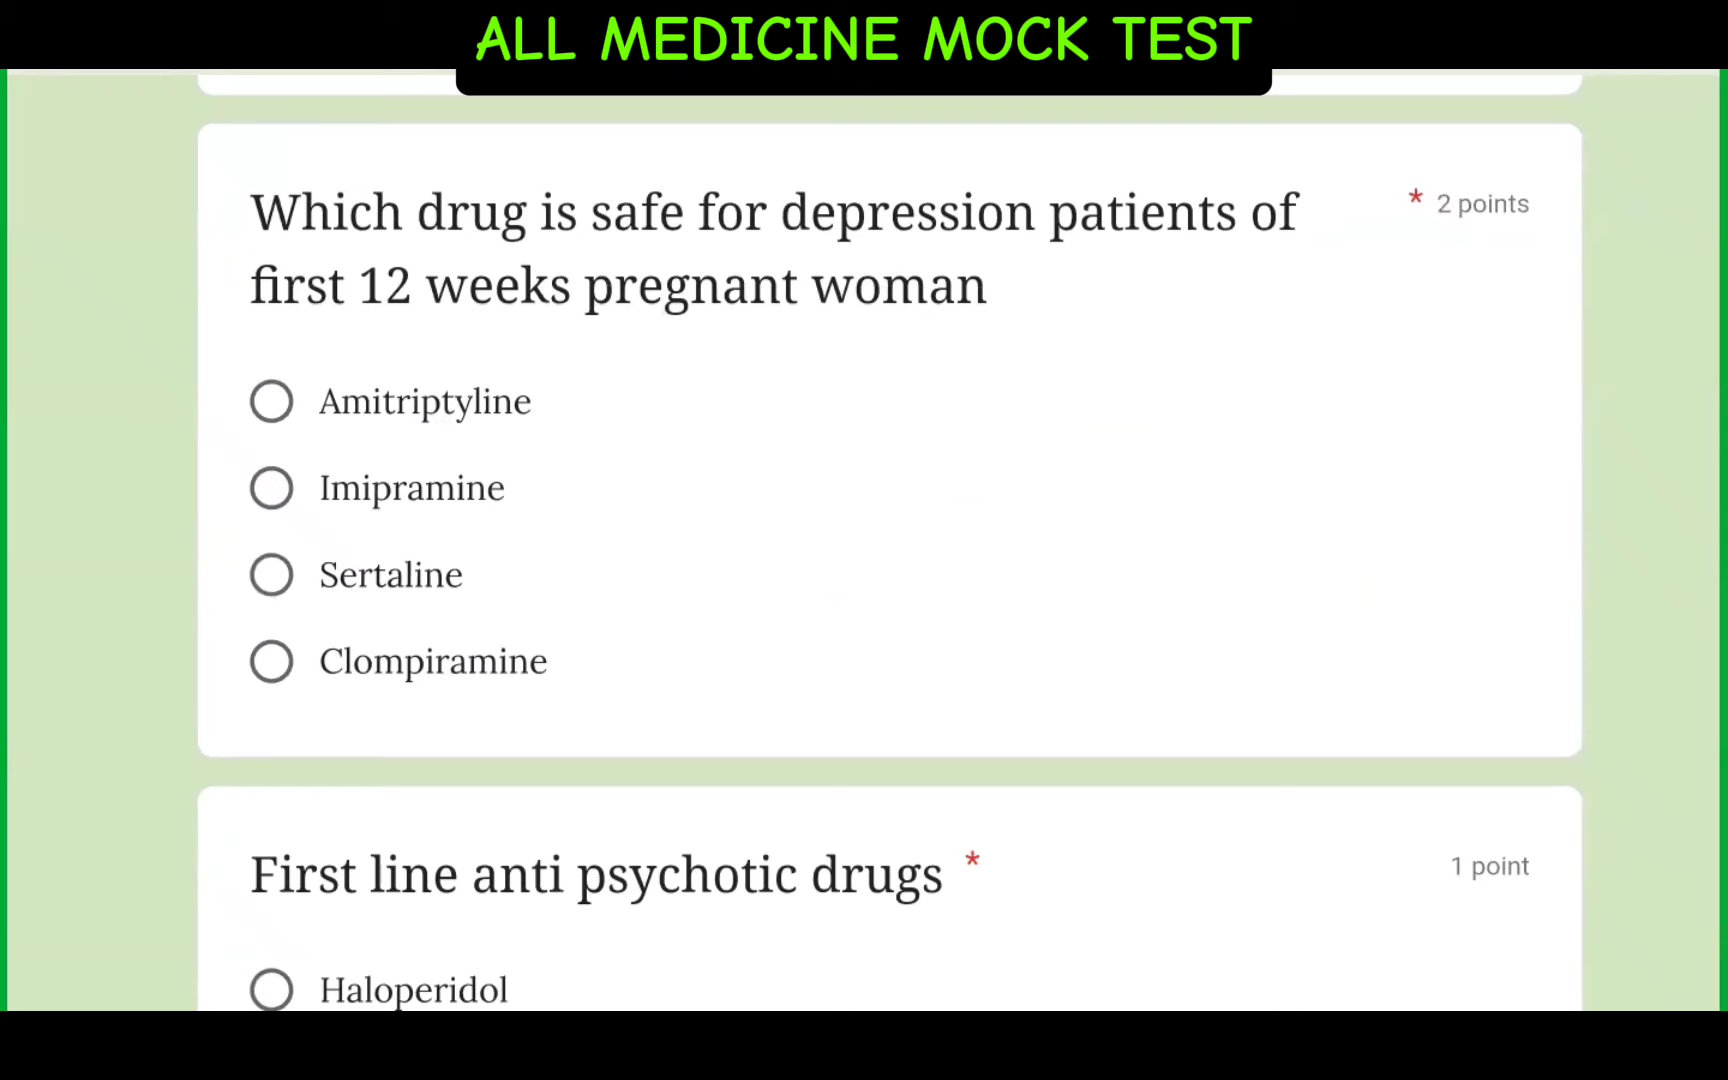 ALL MEDICINE MOCK TEST
Which drug is safe for depression patients of
* 2 points
first 12 weeks pregnant woman
Amitriptyline
Imipramine
Sertaline
Clompiramine
First line anti psychotic drugs *
1 point
Haloperidol